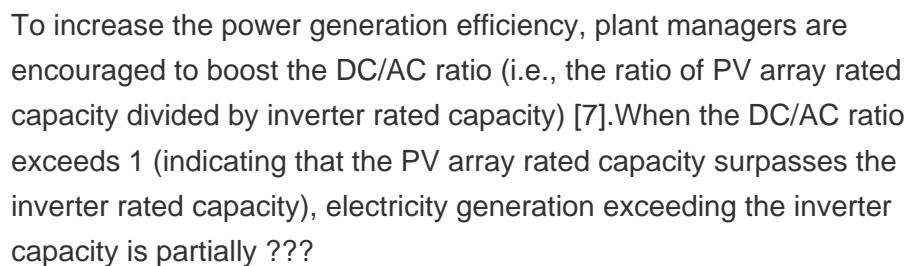 To increase the power generation efficiency, plant managers are
encouraged to boost the DC/AC ratio (i.e., the ratio of PV array rated
capacity divided by inverter rated capacity) [7].When the DC/AC ratio
exceeds 1 (indicating that the PV array rated capacity surpasses the
inverter rated capacity), electricity generation exceeding the inverter
capacity is partially ???